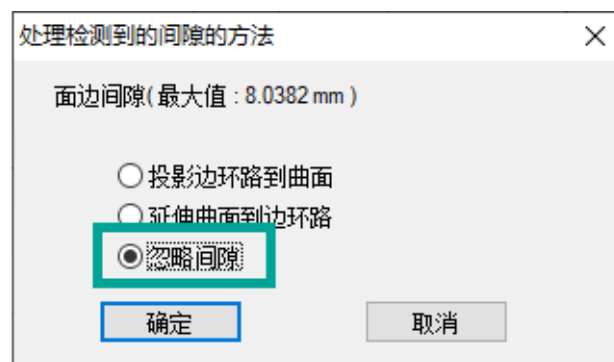 处理检测到的间隙的方法
面边间隙(最大值:8.0382 mm)
投影边环路到曲面
延伸曲面到边环路
忽略间隙
确定
取消